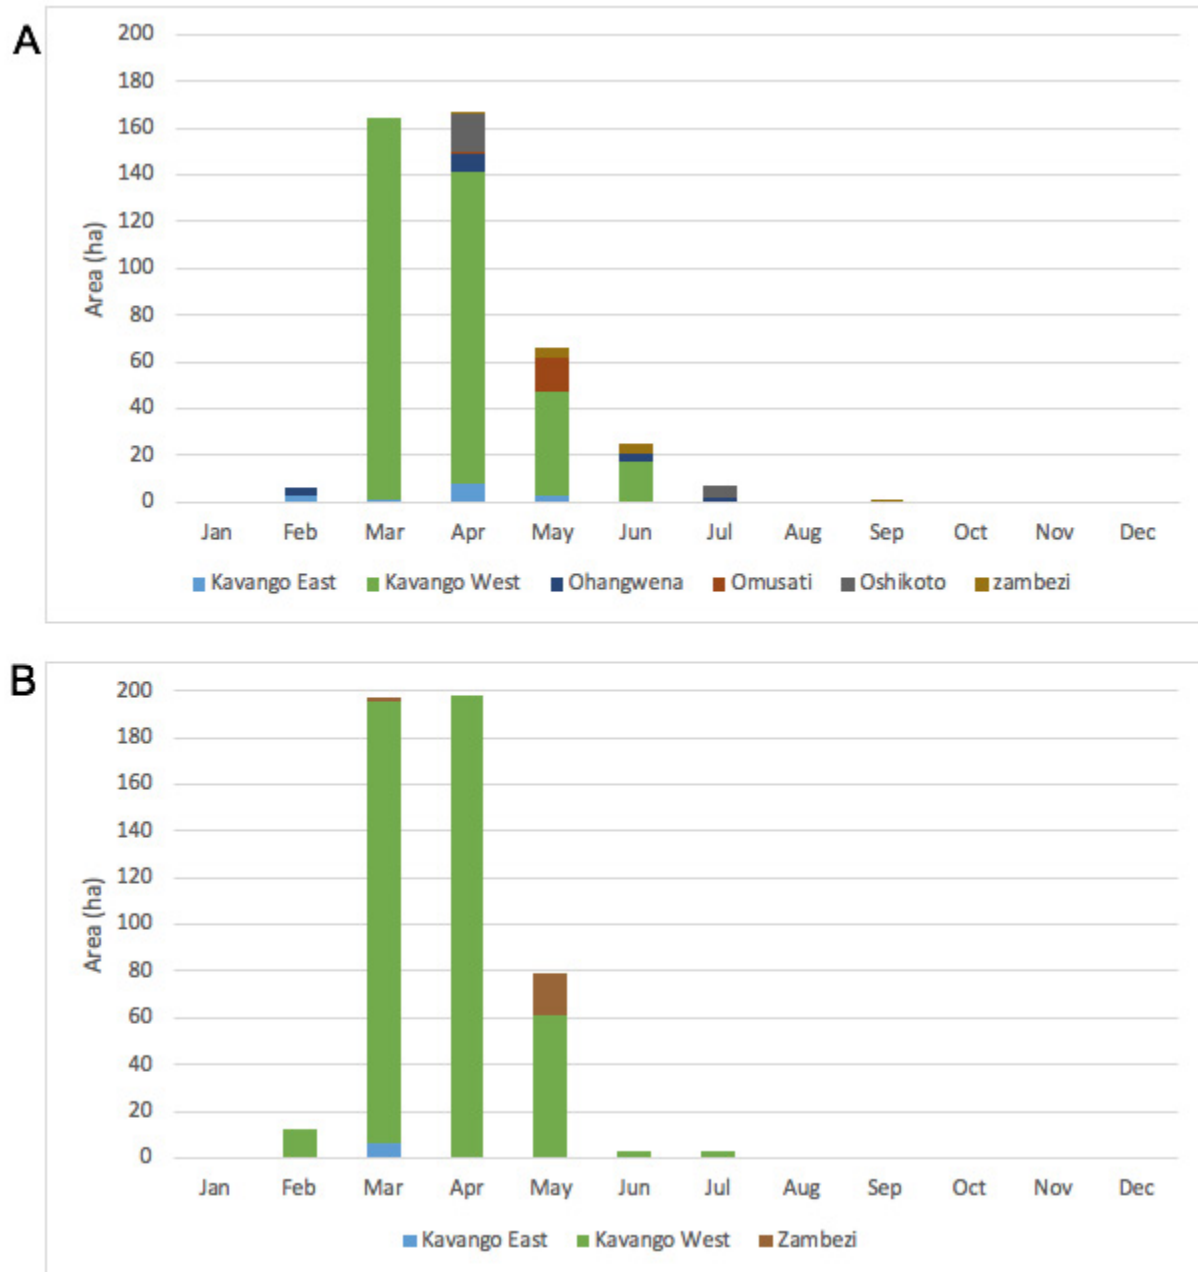 A
200
180
160
140
120
100
80
60
40
20
0
Area (ha)
Jan Feb Mar Apr May Jun Jul Aug Sep Oct Nov Dec
Kavango East Kavango West Ohangwena Omusati Oshikoto zambezi
B
200
180
160
140
120
100
80
60
40
20
0
Area (ha)
Jan Feb Mar Apr May Jun Jul Aug Sep Oct Nov Dec
Kavango East Kavango West Zambezi